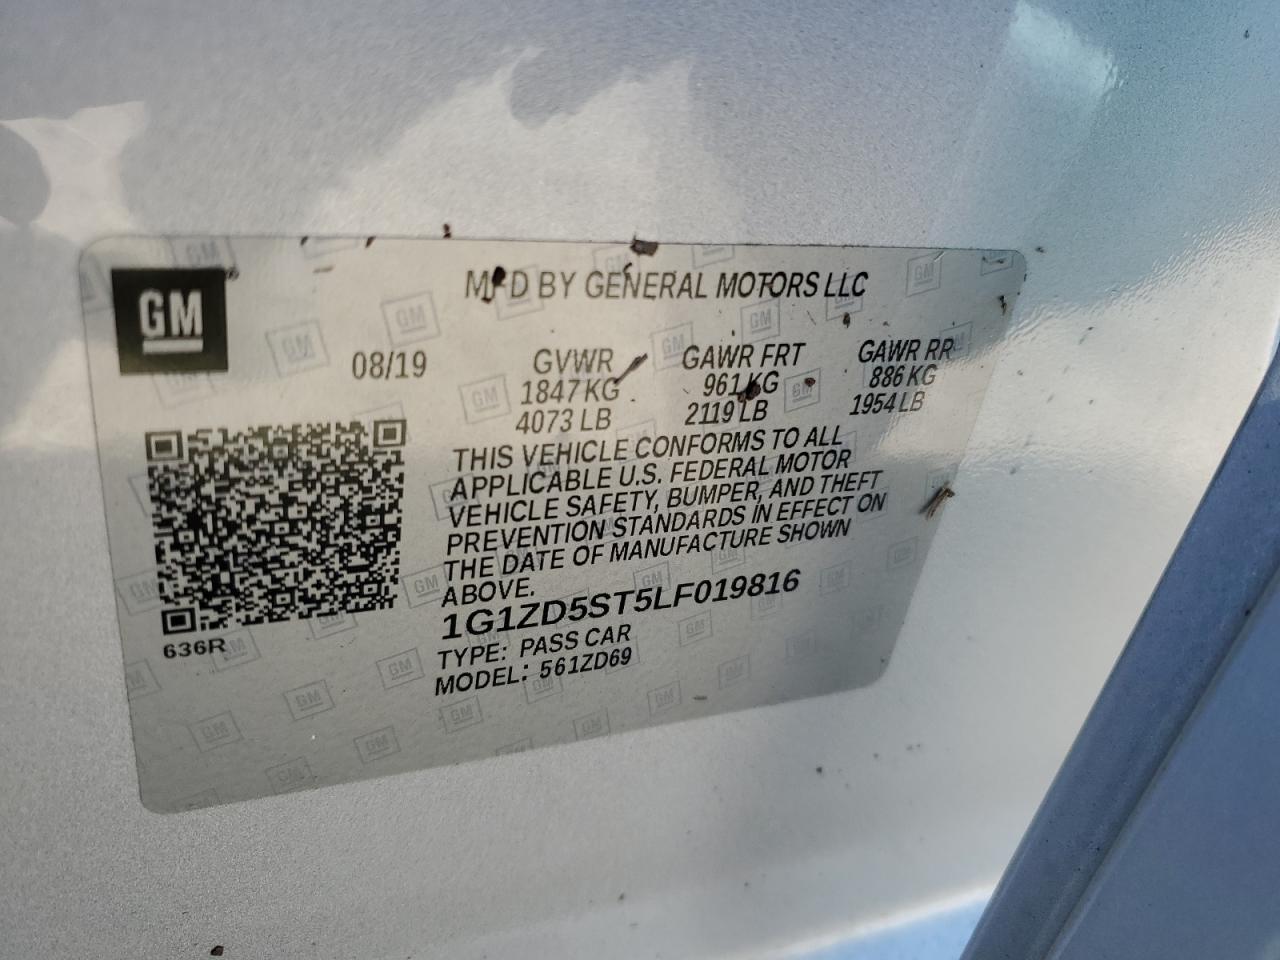 GM
MFD BY GENERAL MOTORS LLC
08/19
GVWR
1847 KG
4073 LB
GAWR FRT
961 KG
2119 LB
GAWR RR
886 KG
1954 LB
THIS VEHICLE CONFORMS TO ALL
APPLICABLE U.S. FEDERAL MOTOR
VEHICLE SAFETY, BUMPER, AND THEFT
PREVENTION STANDARDS IN EFFECT ON
THE DATE OF MANUFACTURE SHOWN
ABOVE.
1G1ZD5ST5LF019816
TYPE: PASS CAR
MODEL: 561ZD69
636R